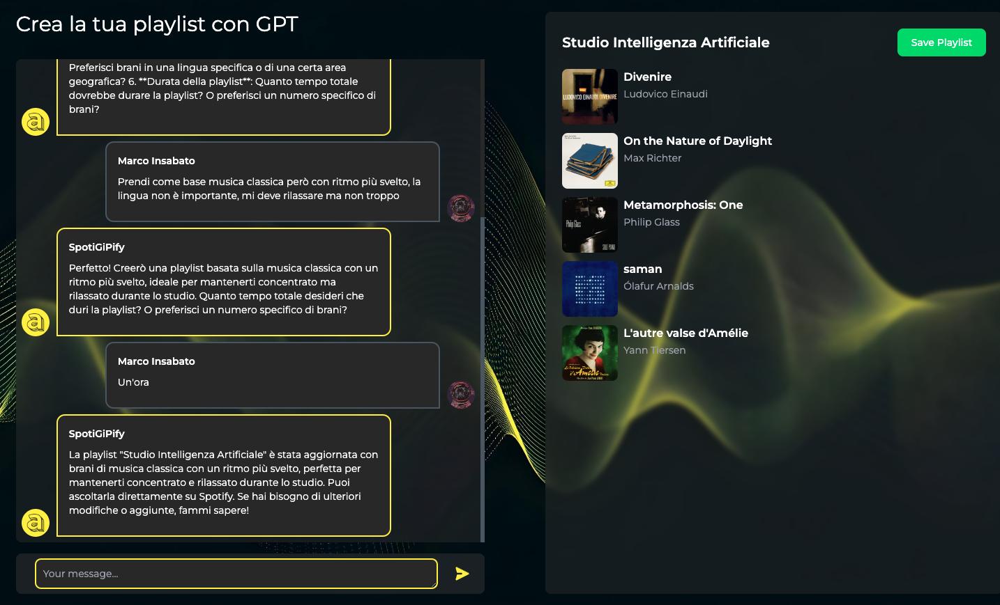 Crea la tua playlist con GPT
Preferisci brani in una lingua specifica o di una certa area
geografica? 6. **Durata della playlist**: Quanto tempo totale
dovrebbe durare la playlist? O preferisci un numero specifico di
brani?
a
Marco Insabato
Prendi come base musica classica però con ritmo più svelto, la
lingua non è importante, mi deve rilassare ma non troppo
SpotiGiPify
Perfetto! Creerò una playlist basata sulla musica classica con un
ritmo più svelto, ideale per mantenerti concentrato ma
rilassato durante lo studio. Quanto tempo totale desideri che
duri la playlist? O preferisci un numero specifico di brani?
a
Marco Insabato
Un'ora
SpotiGiPify
La playlist "Studio Intelligenza Artificiale" è stata aggiornata con
brani di musica classica con un ritmo più svelto, perfetta per
mantenerti concentrato e rilassato durante lo studio. Puoi
ascoltarla direttamente su Spotify. Se hai bisogno di ulteriori
modifiche o aggiunte, fammi sapere!
a
Your message...
Studio Intelligenza Artificiale
Save Playlist
LUDOVICO EINAUDI DIVENIRE
Divenire
Ludovico Einaudi
On the Nature of Daylight
Max Richter
Philip Glass
SOLO PIANO
Metamorphosis: One
Philip Glass
saman
Ólafur Arnalds
L'autre valse d'Amélie
Yann Tiersen